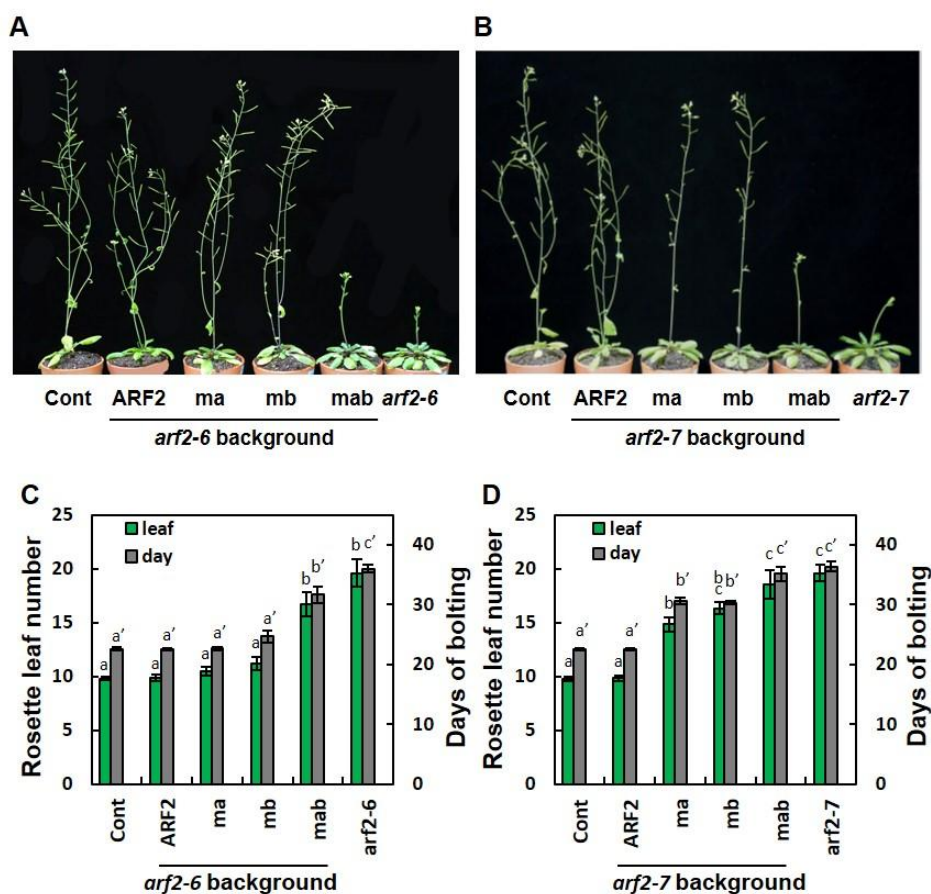 A
B
Cont ARF2 ma mb mab arf2-6
arf2-6 background
Cont ARF2 ma mb mab arf2-7
arf2-7 background
C
Rosette leaf number
25
20
15
10
5
0
leaf
day
a a′ a a′ a a′ a a′ b b′ b c′
40
30
20
10
0
Days of bolting
Cont ARF2 ma mb mab arf2-6
arf2-6 background
D
Rosette leaf number
25
20
15
10
5
0
leaf
day
a a′ a a′ b b′ b c b′ c c′ c c′
40
30
20
10
0
Days of bolting
Cont ARF2 ma mb mab arf2-7
arf2-7 background